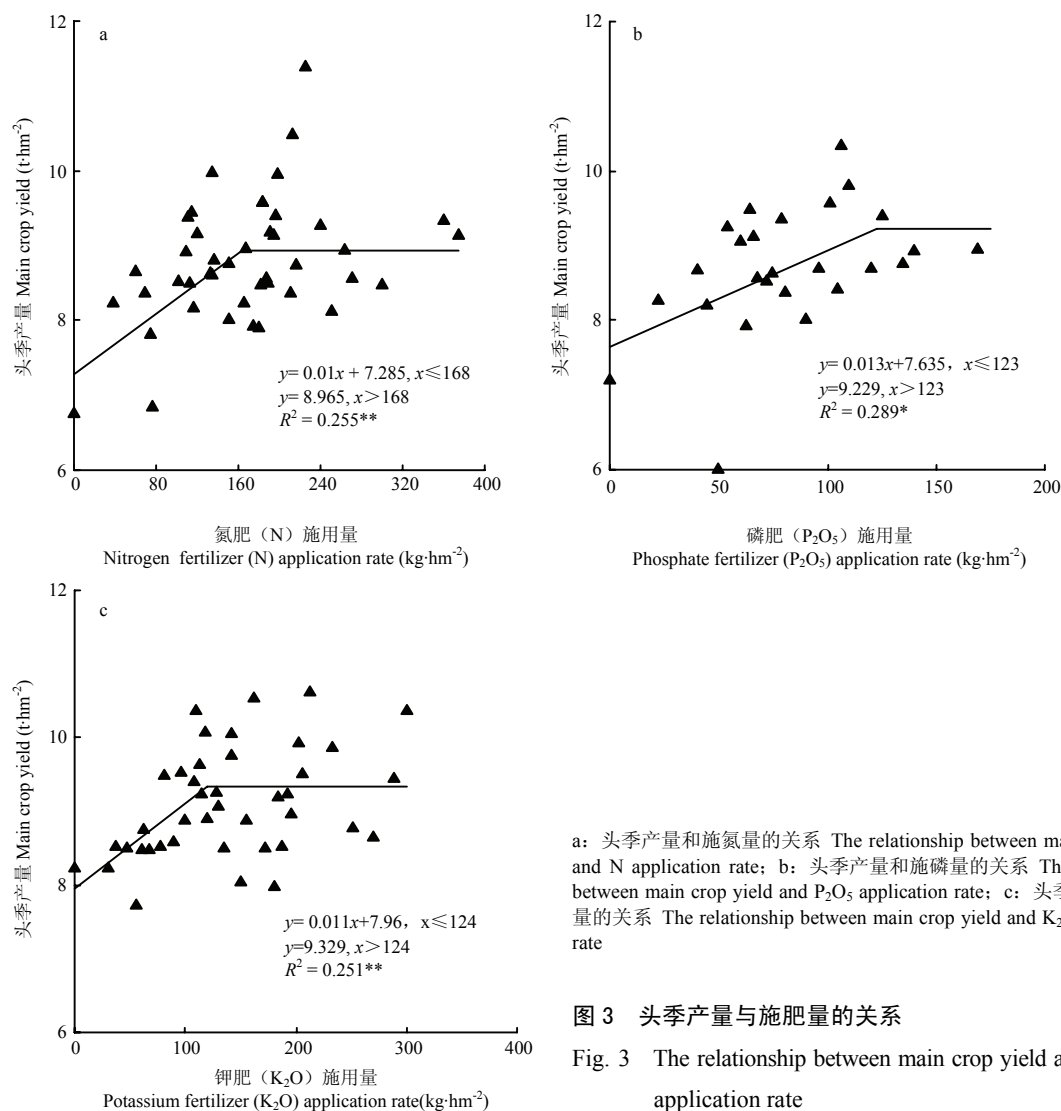 a
12
10
8
6
0
80
160
240
320
400
头季产量 Main crop yield (t·hm⁻²)
y= 0.01x + 7.285, x≤168
y= 8.965, x>168
R² = 0.255**
氮肥(N)施用量
Nitrogen fertilizer (N) application rate (kg·hm⁻²)
b
12
10
8
6
0
50
100
150
200
头季产量 Main crop yield (t·hm⁻²)
y= 0.013x+7.635，x≤123
y=9.229, x>123
R² = 0.289*
磷肥(P₂O₅)施用量
Phosphate fertilizer (P₂O₅) application rate (kg·hm⁻²)
c
12
10
8
6
0
100
200
300
400
头季产量 Main crop yield (t·hm⁻²)
y= 0.011x+7.96，x≤124
y=9.329, x>124
R² = 0.251**
钾肥(K₂O)施用量
Potassium fertilizer (K₂O) application rate(kg·hm⁻²)
a：头季产量和施氮量的关系 The relationship between
and N application rate；b：头季产量和施磷量的关系
between main crop yield and P₂O₅ application rate；c：头季
量的关系 The relationship between main crop yield and
rate
图 3 头季产量与施肥量的关系
Fig. 3 The relationship between main crop yield
application rate